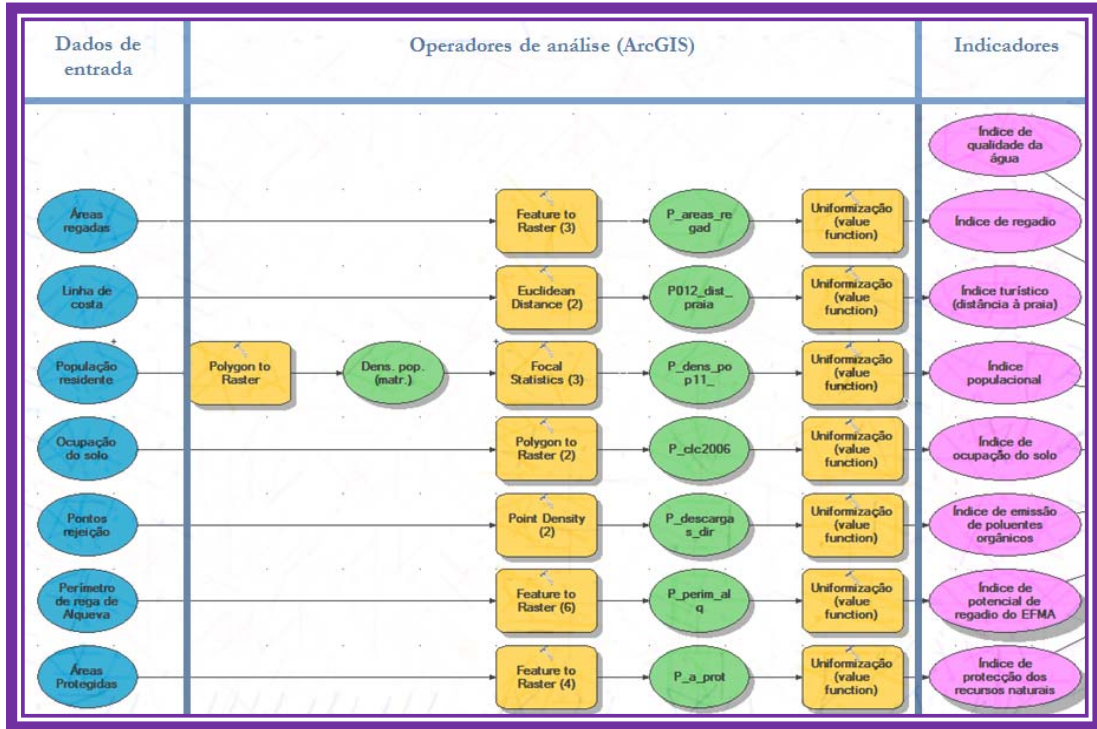 Dados de
entrada
Operadores de análise (ArcGIS)
Indicadores
Índice de
qualidade da
água
Áreas
regadas
Feature to
Raster (3)
P_areas_re
gad
Uniformização
(value
function)
Índice de regadio
Linha de
costa
Euclidean
Distance (2)
P012_dist_
praia
Uniformização
(value
function)
Índice turístico
(distância à praia)
População
residente
Polygon to
Raster
Dens. pop.
(matr.)
Focal
Statistics (3)
P_dens_po
p11_
Uniformização
(value
function)
Índice
populacional
Ocupação
do solo
Polygon to
Raster (2)
P_clc2006
Uniformização
(value
function)
Índice de
ocupação do solo
Pontos
rejeição
Point Density
(2)
P_descarga
s_dir
Uniformização
(value
function)
Índice de emissão
de poluentes
orgânicos
Perímetro
de rega de
Alqueva
Feature to
Raster (6)
P_perim_al
q
Uniformização
(value
function)
Índice de
potencial de
regadio do EFMA
Áreas
Protegidas
Feature to
Raster (4)
P_a_prot
Uniformização
(value
function)
Índice de
protecção dos
recursos naturais